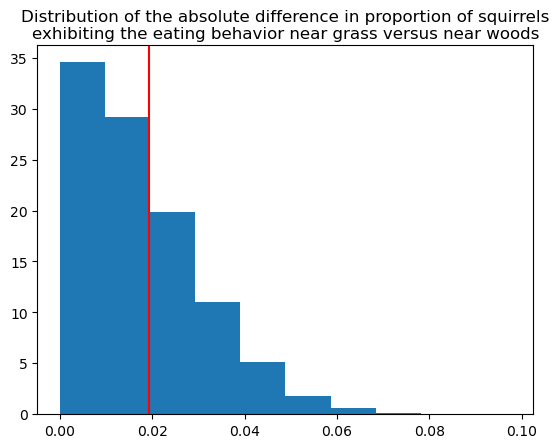 Distribution of the absolute difference in proportion of squirrels
exhibiting the eating behavior near grass versus near woods
35
30
25
20
15
10
5
0
0.00 0.02 0.04 0.06 0.08 0.10